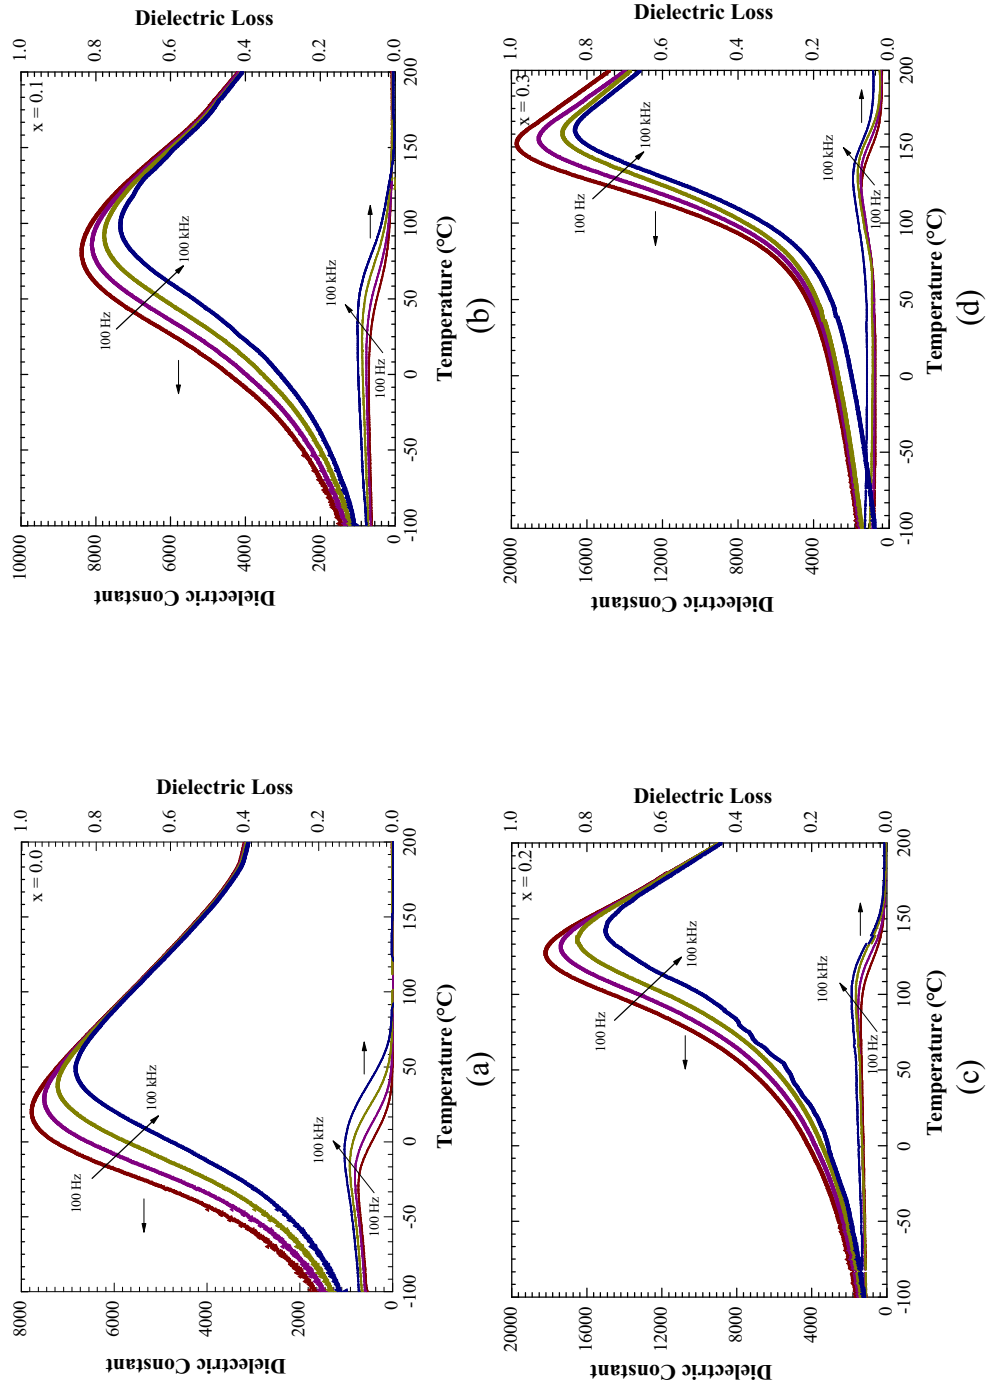 x = 0.0
Dielectric Constant
8000
6000
4000
2000
0
100 Hz
100 kHz
100 kHz
100 Hz
1.0
0.8
0.6
0.4
0.2
0.0
Dielectric Loss
-100
-50
0
50
100
150
200
Temperature (°C)
(a)
x = 0.1
Dielectric Constant
10000
8000
6000
4000
2000
0
100 Hz
100 kHz
100 kHz
100 Hz
1.0
0.8
0.6
0.4
0.2
0.0
Dielectric Loss
-100
-50
0
50
100
150
200
Temperature (°C)
(b)
x = 0.2
Dielectric Constant
20000
16000
12000
8000
4000
0
100 Hz
100 kHz
100 kHz
100 Hz
1.0
0.8
0.6
0.4
0.2
0.0
Dielectric Loss
-100
-50
0
50
100
150
200
Temperature (°C)
(c)
x = 0.3
Dielectric Constant
20000
16000
12000
8000
4000
0
100 Hz
100 kHz
100 kHz
100 Hz
1.0
0.8
0.6
0.4
0.2
0.0
Dielectric Loss
-100
-50
0
50
100
150
200
Temperature (°C)
(d)